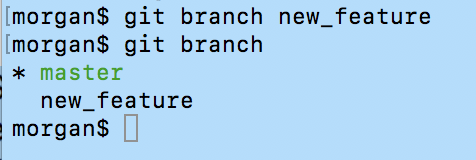 [morgan$ git branch new_feature
[morgan$ git branch
* master
  new_feature
morgan$